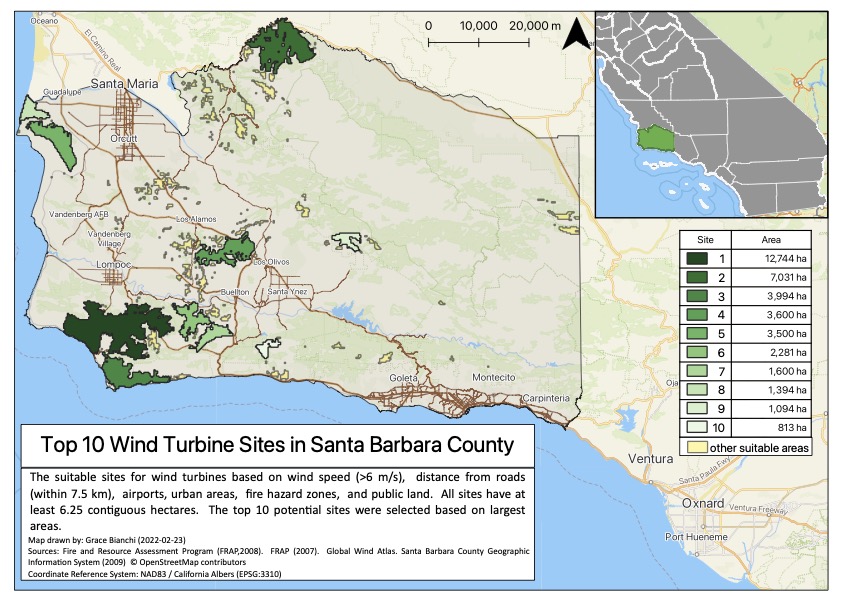 Oceano
El Camino Real
0 10,000 20,000 m
Guadalupe
Santa Maria
Orcutt
Vandenberg AFB
Los Alamos
Vandenberg
Village
Lompoc
Los Olivos
Buellton
Santa Ynez
Goleta
Montecito
Carpinteria
Oja
Ventura
Santa Paula Fwy
Oxnard
Ventura Freeway
Port Hueneme
Site Area
1 12,744 ha
2 7,031 ha
3 3,994 ha
4 3,600 ha
5 3,500 ha
6 2,281 ha
7 1,600 ha
8 1,394 ha
9 1,094 ha
10 813 ha
other suitable areas
Top 10 Wind Turbine Sites in Santa Barbara County
The suitable sites for wind turbines based on wind speed (>6 m/s), distance from roads
(within 7.5 km), airports, urban areas, fire hazard zones, and public land. All sites have at
least 6.25 contiguous hectares. The top 10 potential sites were selected based on largest
areas.
Map drawn by: Grace Bianchi (2022-02-23)
Sources: Fire and Resource Assessment Program (FRAP,2008). FRAP (2007). Global Wind Atlas. Santa Barbara County Geographic
Information System (2009) © OpenStreetMap contributors
Coordinate Reference System: NAD83 / California Albers (EPSG:3310)